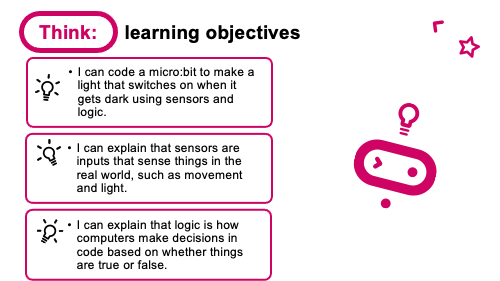 Think: learning objectives
• I can code a micro:bit to make a
light that switches on when it
gets dark using sensors and
logic.
• I can explain that sensors are
inputs that sense things in the
real world, such as movement
and light.
• I can explain that logic is how
computers make decisions in
code based on whether things
are true or false.